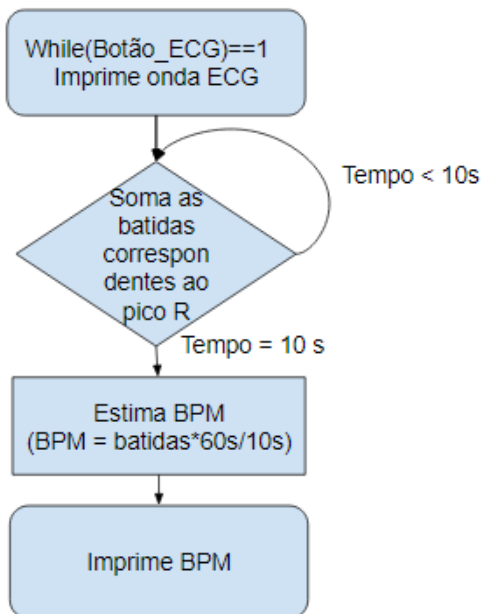 While(Botão_ECG)==1
Imprime onda ECG
Tempo < 10s
Soma as
batidas
correspon
dentes ao
pico R
Tempo = 10 s
Estima BPM
(BPM = batidas*60s/10s)
Imprime BPM